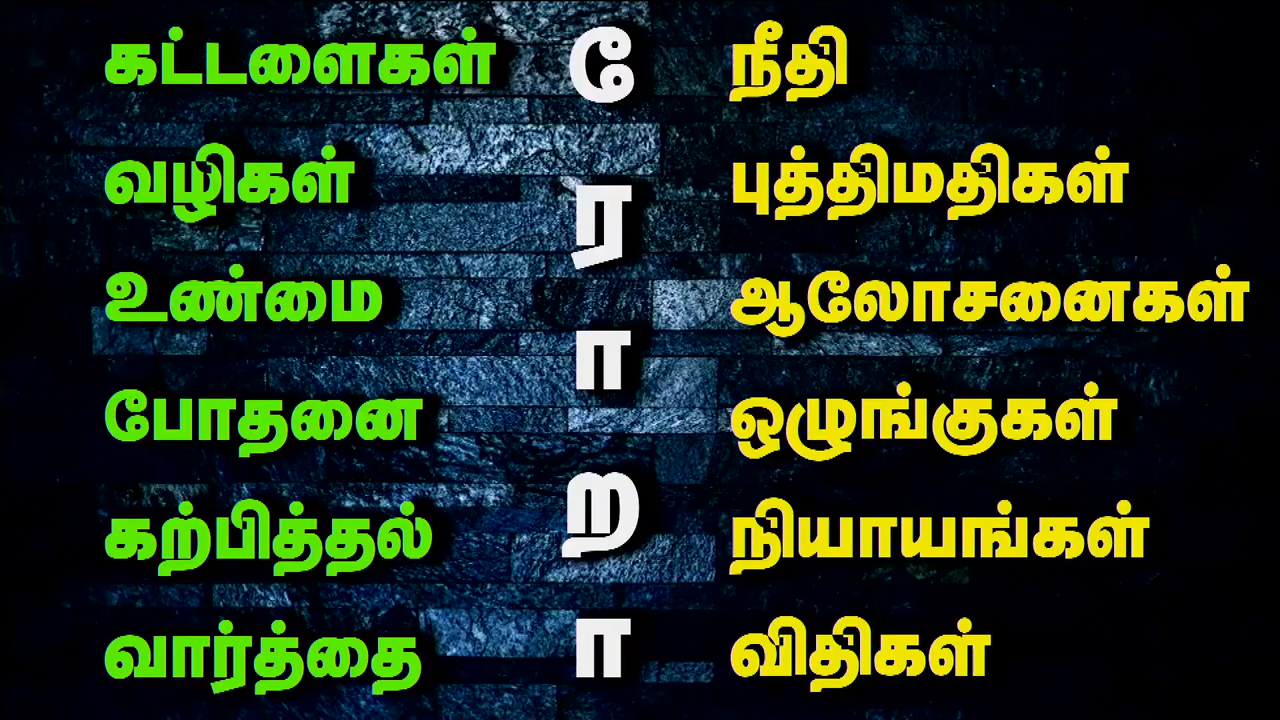 கட்டளைகள்
வழிகள்
உண்மை
போதனை
கற்பித்தல்
வார்த்தை
ே
ர
ா
ற
ா
நீதி
புத்திமதிகள்
ஆலோசனைகள்
ஒழுங்குகள்
நியாயங்கள்
விதிகள்